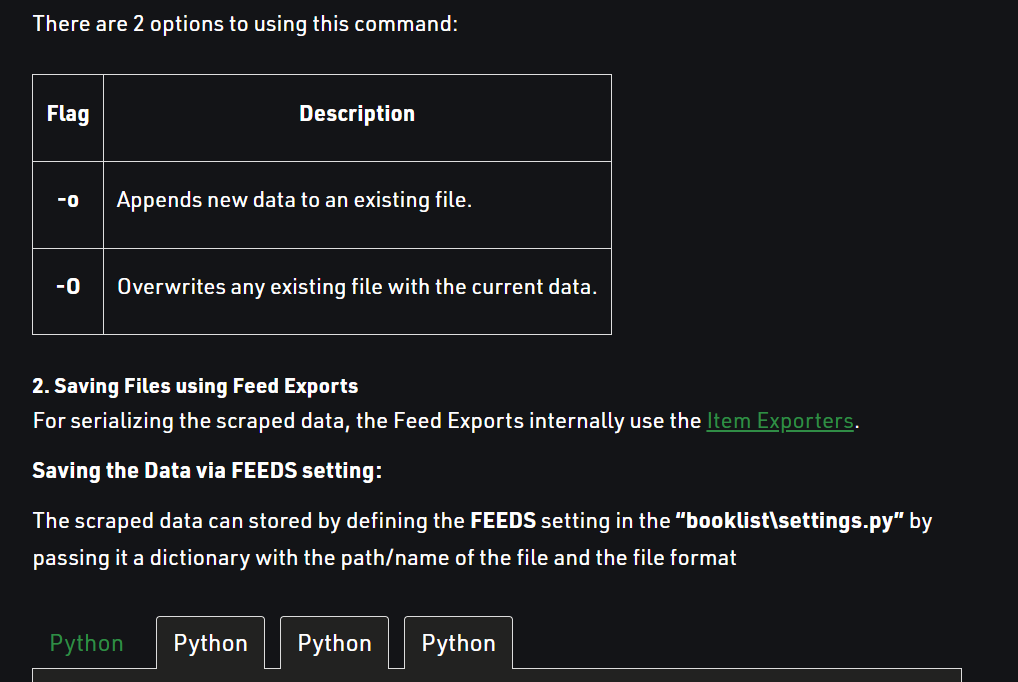 There are 2 options to using this command:
Flag Description
-o Appends new data to an existing file.
-O Overwrites any existing file with the current data.
2. Saving Files using Feed Exports
For serializing the scraped data, the Feed Exports internally use the Item Exporters.
Saving the Data via FEEDS setting:
The scraped data can stored by defining the FEEDS setting in the “booklist\settings.py” by
passing it a dictionary with the path/name of the file and the file format
Python Python Python Python